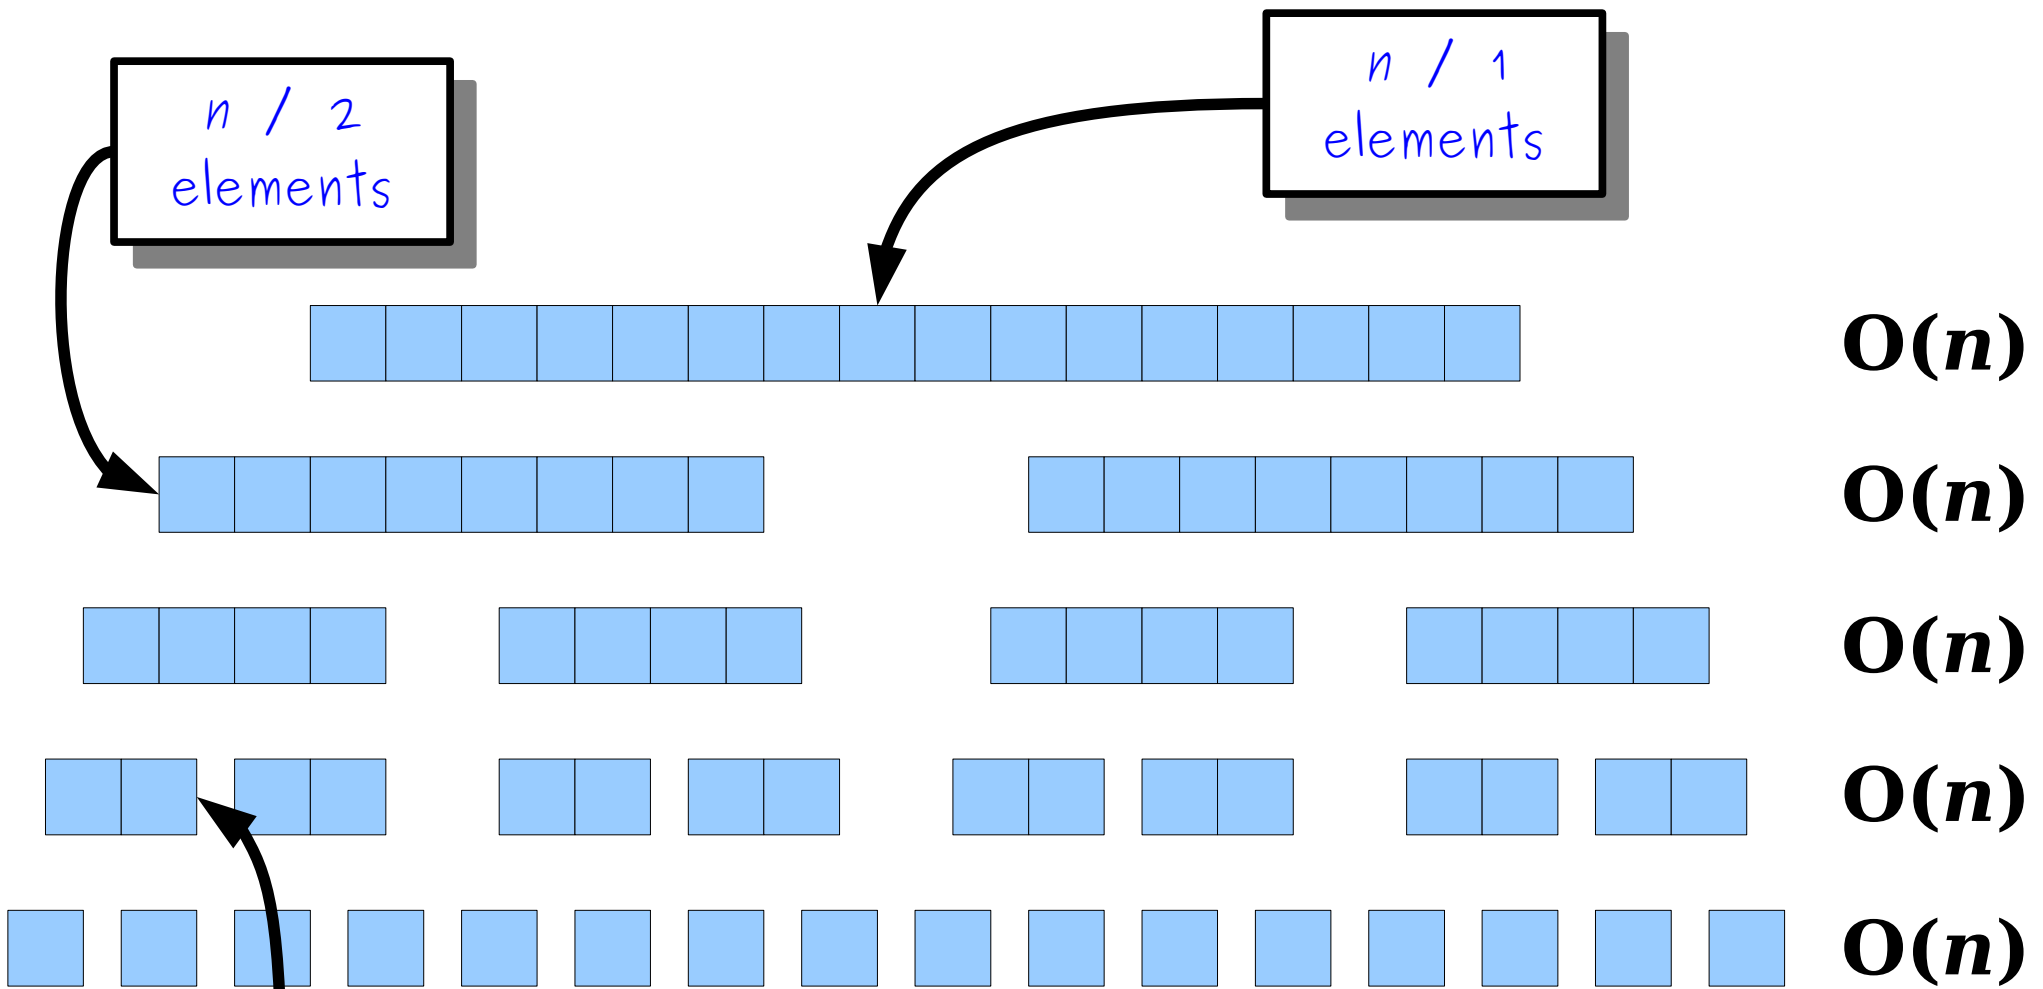 n / 1
elements
n / 2
elements
O(n)
O(n)
O(n)
O(n)
O(n)